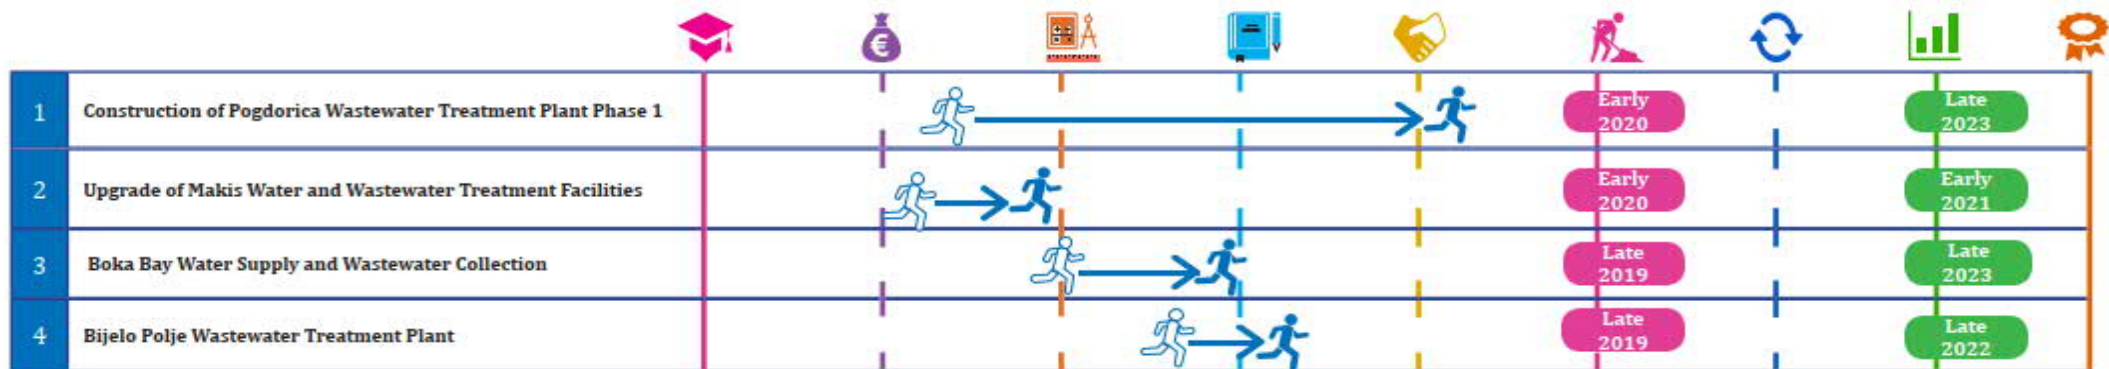 €
1 Construction of Pogdorica Wastewater Treatment Plant Phase 1 Early 2020 Late 2023
2 Upgrade of Makis Water and Wastewater Treatment Facilities Early 2020 Early 2021
3 Boka Bay Water Supply and Wastewater Collection Late 2019 Late 2023
4 Bijelo Polje Wastewater Treatment Plant Late 2019 Late 2022